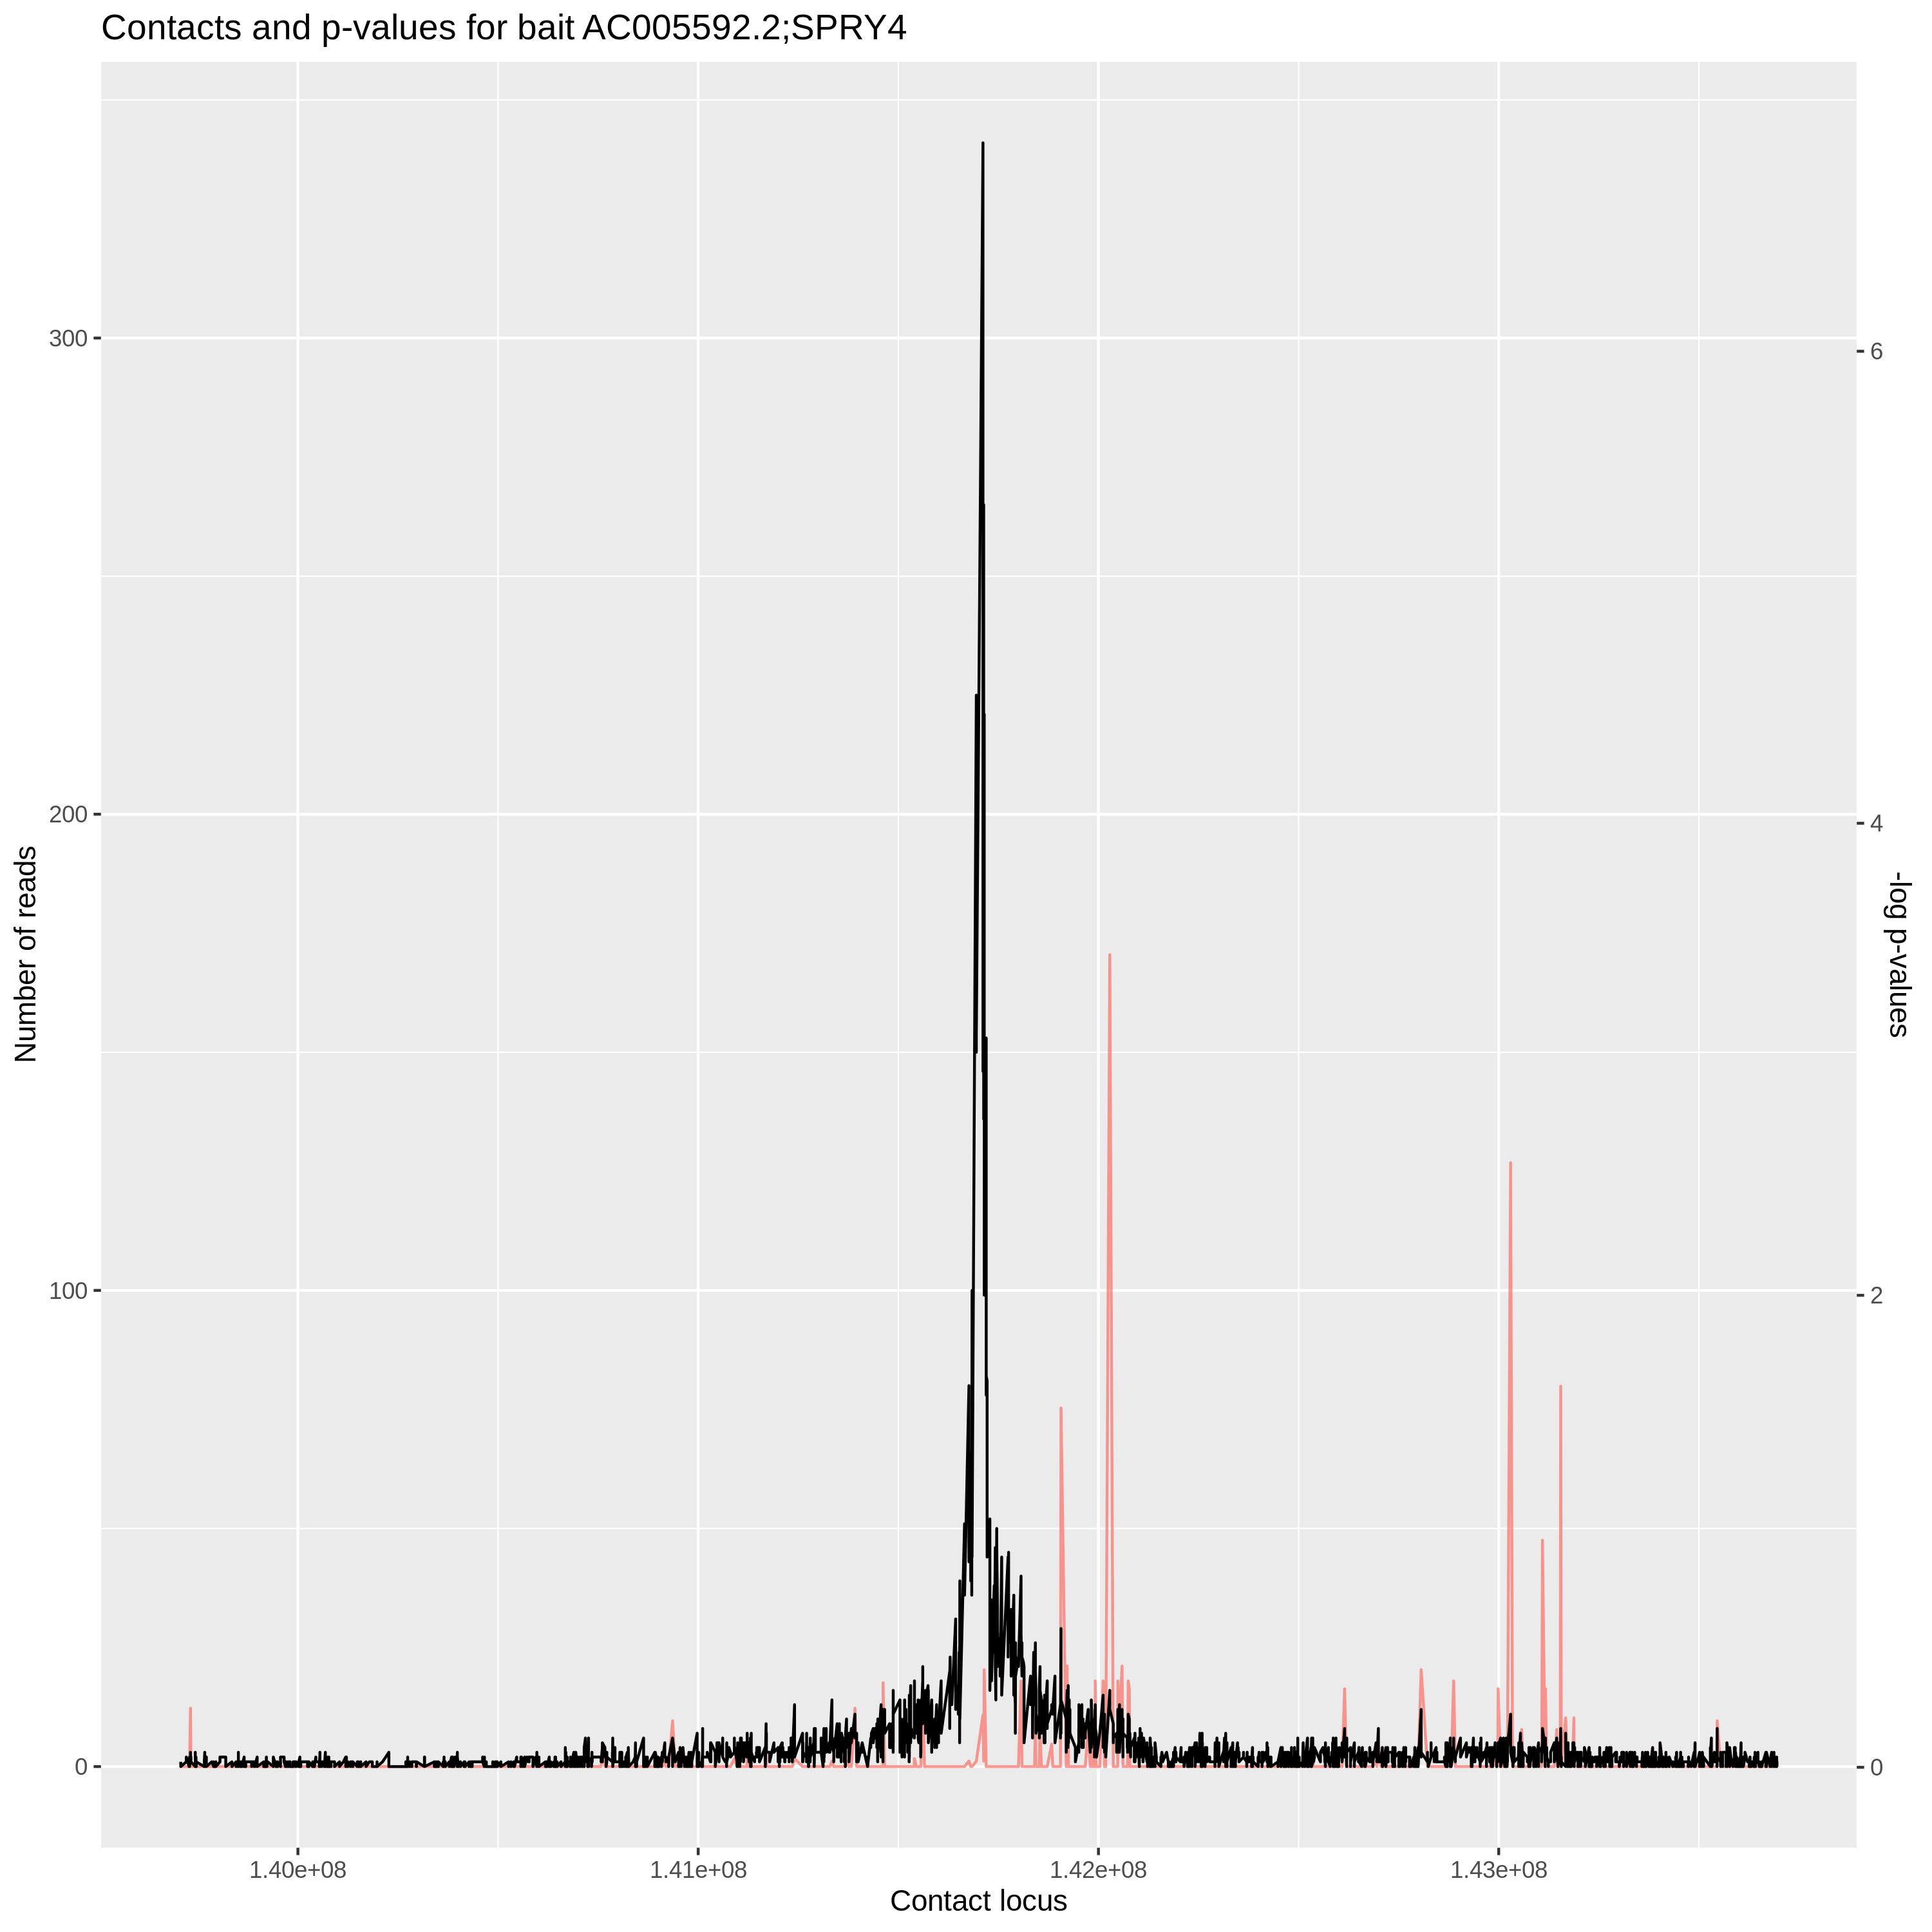 Contacts and p-values for bait AC005592.2;SPRY4
300
200
100
0
6
4
2
0
Number of reads
-log p-values
1.40e+08 1.41e+08 1.42e+08 1.43e+08
Contact locus